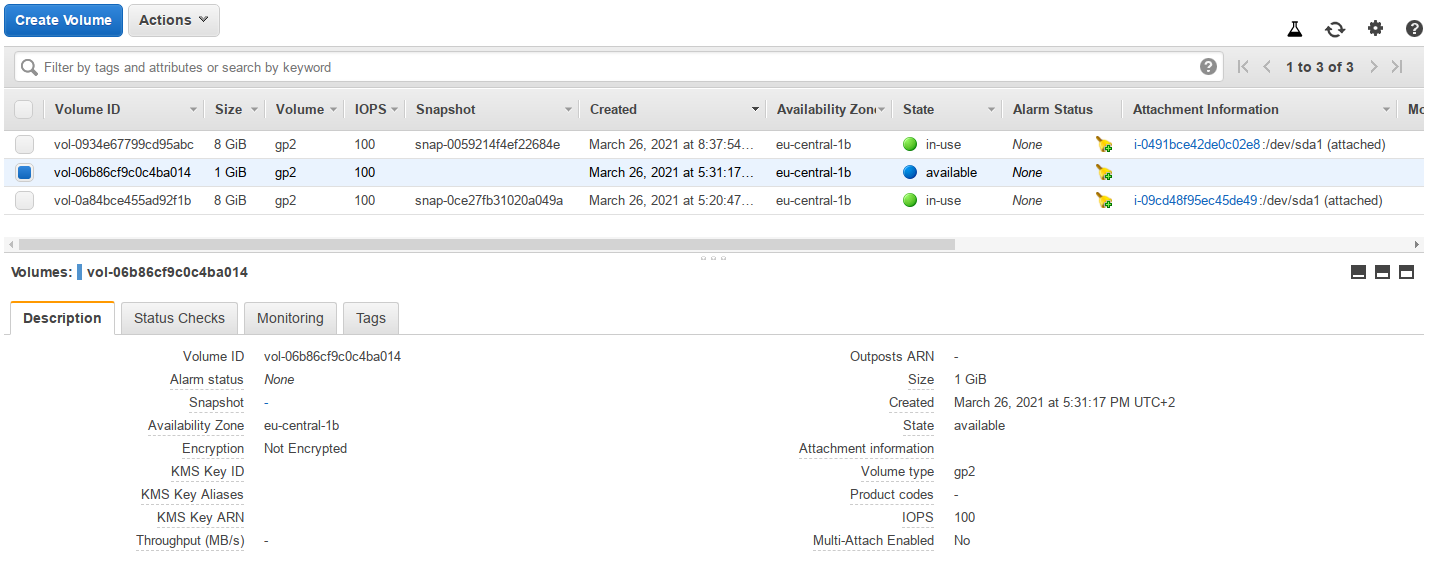 Create Volume Actions
Filter by tags and attributes or search by keyword ? 1 to 3 of 3 ?
Volume ID Size Volume IOPS Snapshot Created Availability Zon State Alarm Status Attachment Information Mo
vol-0934e67799cd95abc 8 GiB gp2 100 snap-0059214f4ef22684e March 26, 2021 at 8:37:54... eu-central-1b in-use None i-0491bce42de0c02e8:/dev/sda1 (attached)
vol-06b86cf9c0c4ba014 1 GiB gp2 100 March 26, 2021 at 5:31:17... eu-central-1b available None
vol-0a84bce455ad92f1b 8 GiB gp2 100 snap-0ce27fb31020a049a March 26, 2021 at 5:20:47... eu-central-1b in-use None i-09cd48f95ec45de49:/dev/sda1 (attached)
Volumes: vol-06b86cf9c0c4ba014
Description Status Checks Monitoring Tags
Volume ID vol-06b86cf9c0c4ba014 Outposts ARN -
Alarm status None Size 1 GiB
Snapshot - Created March 26, 2021 at 5:31:17 PM UTC+2
Availability Zone eu-central-1b State available
Encryption Not Encrypted Attachment information
KMS Key ID Volume type gp2
KMS Key Aliases Product codes -
KMS Key ARN IOPS 100
Throughput (MB/s) - Multi-Attach Enabled No